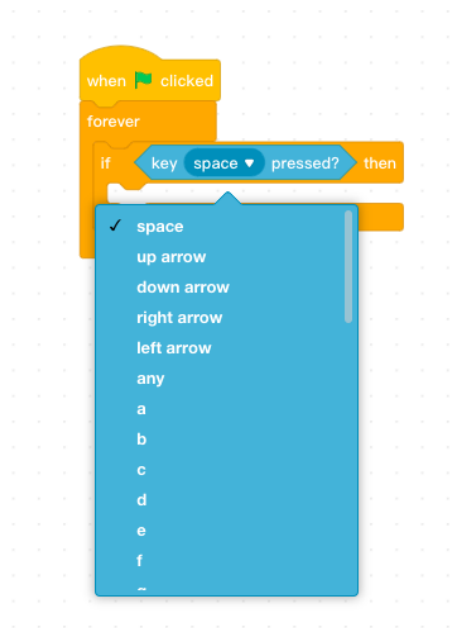 when clicked
forever
if key space ▼ pressed? then
✓ space
up arrow
down arrow
right arrow
left arrow
any
a
b
c
d
e
f